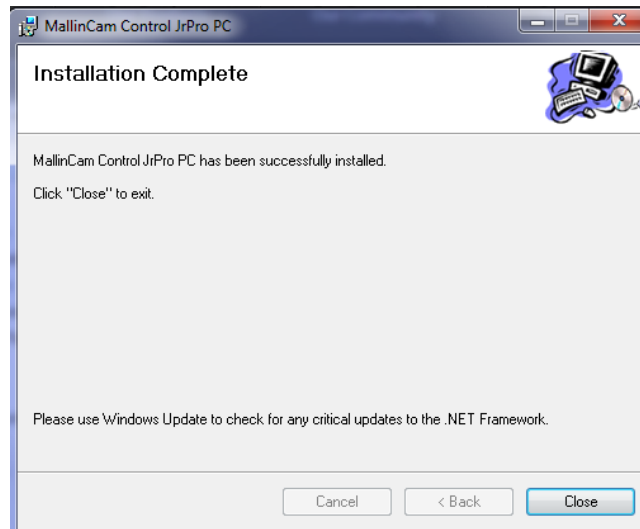 MallinCam Control JrPro PC
Installation Complete
MallinCam Control JrPro PC has been successfully installed.
Click "Close" to exit.
Please use Windows Update to check for any critical updates to the .NET Framework.
Cancel
< Back
Close